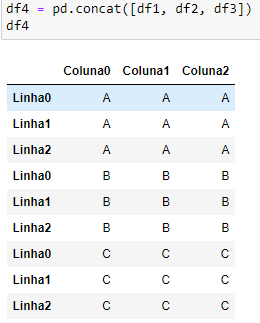 df4 = pd.concat([df1, df2, df3])
df4
Coluna0 Coluna1 Coluna2
Linha0 A A A
Linha1 A A A
Linha2 A A A
Linha0 B B B
Linha1 B B B
Linha2 B B B
Linha0 C C C
Linha1 C C C
Linha2 C C C